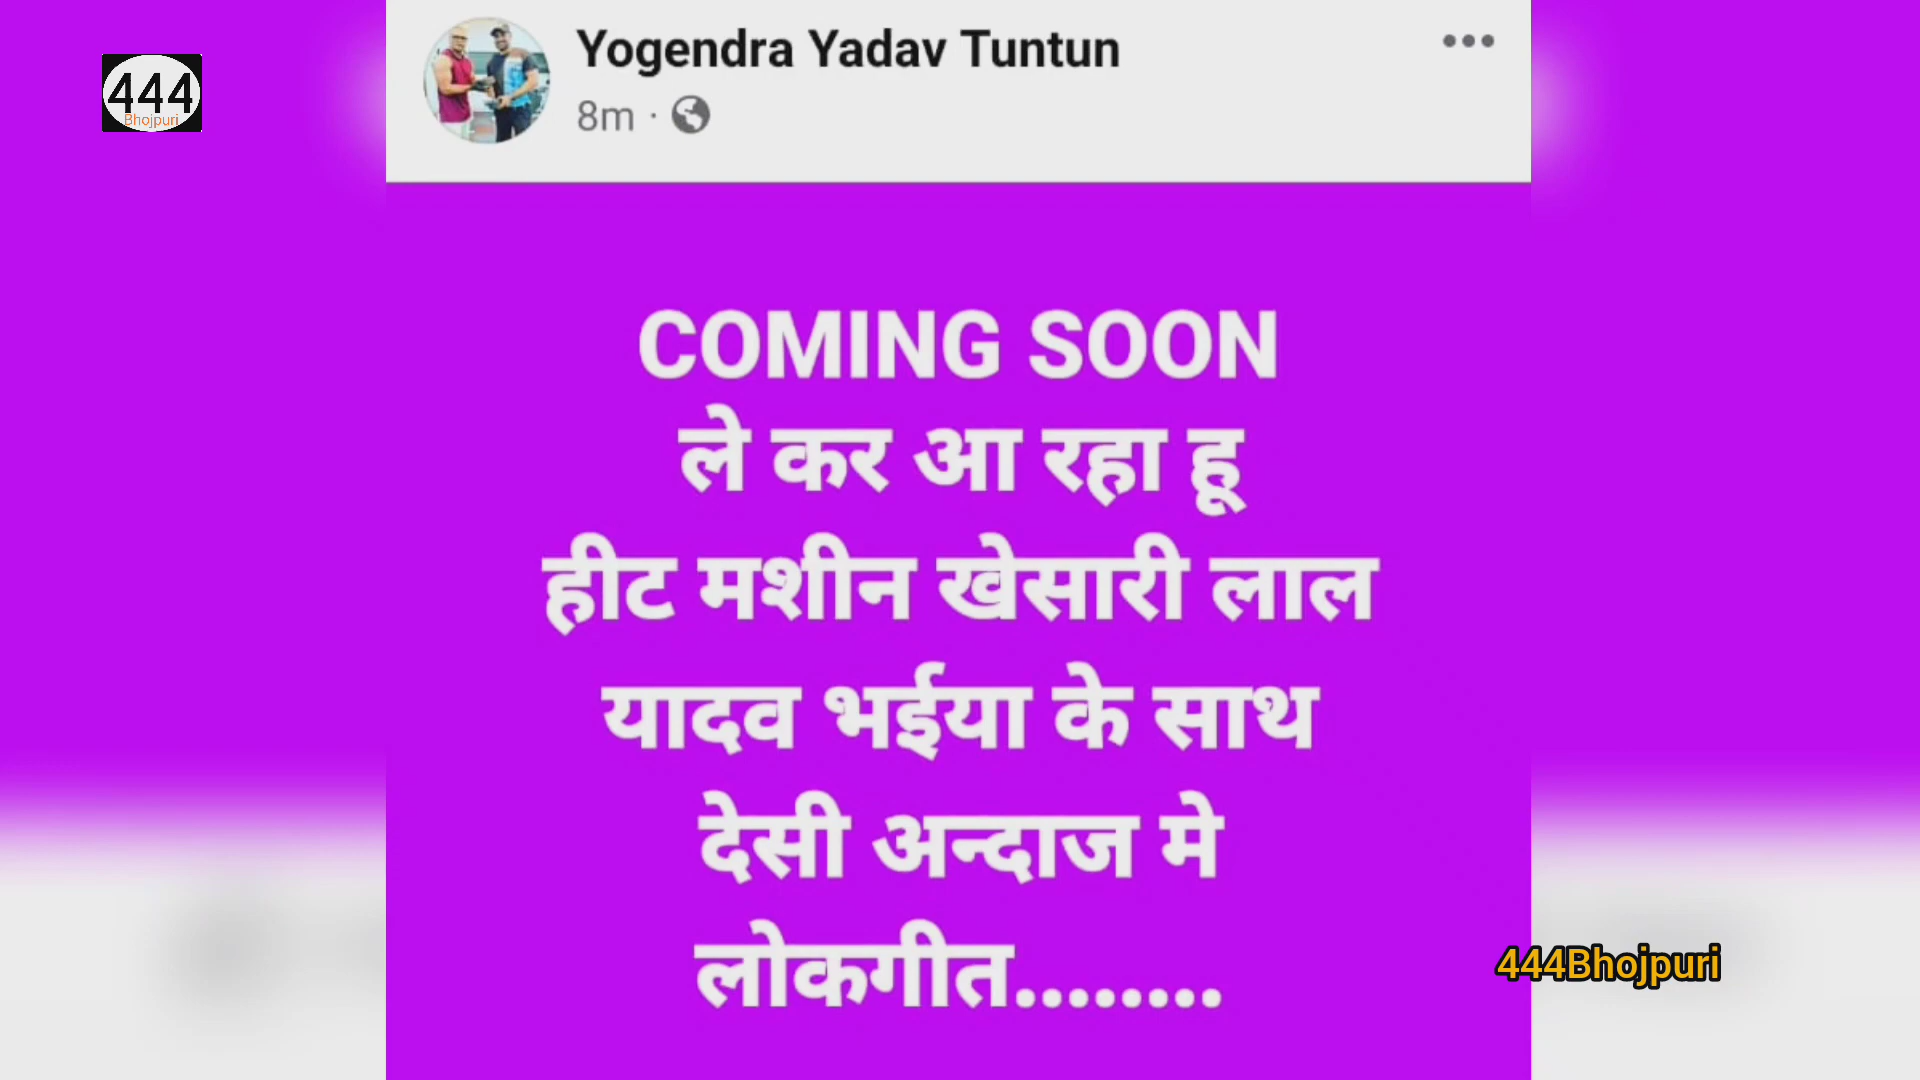 444
Bhojpuri
Yogendra Yadav Tuntun
8m ·
COMING SOON
ले कर आ रहा हू
हीट मशीन खेसारी लाल
यादव भईया के साथ
देसी अन्दाज मे
लोकगीत........
444Bhojpuri